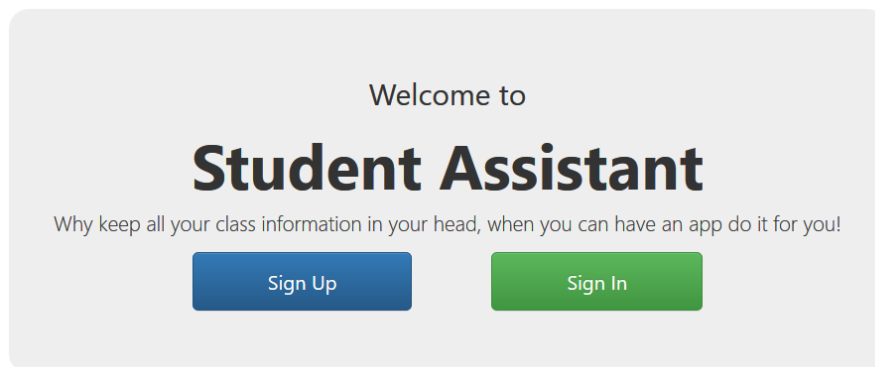 Welcome to
Student Assistant
Why keep all your class information in your head, when you can have an app do it for you!
Sign Up
Sign In